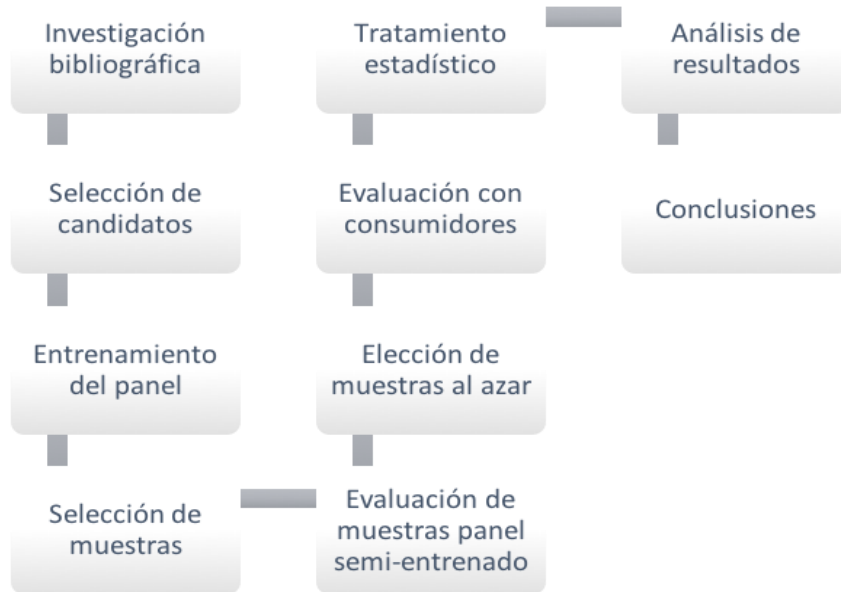 Investigación
bibliográfica
Selección de
candidatos
Entrenamiento
del panel
Selección de
muestras
Evaluación de
muestras panel
semi-entrenado
Elección de
muestras al azar
Evaluación con
consumidores
Tratamiento
estadístico
Análisis de
resultados
Conclusiones